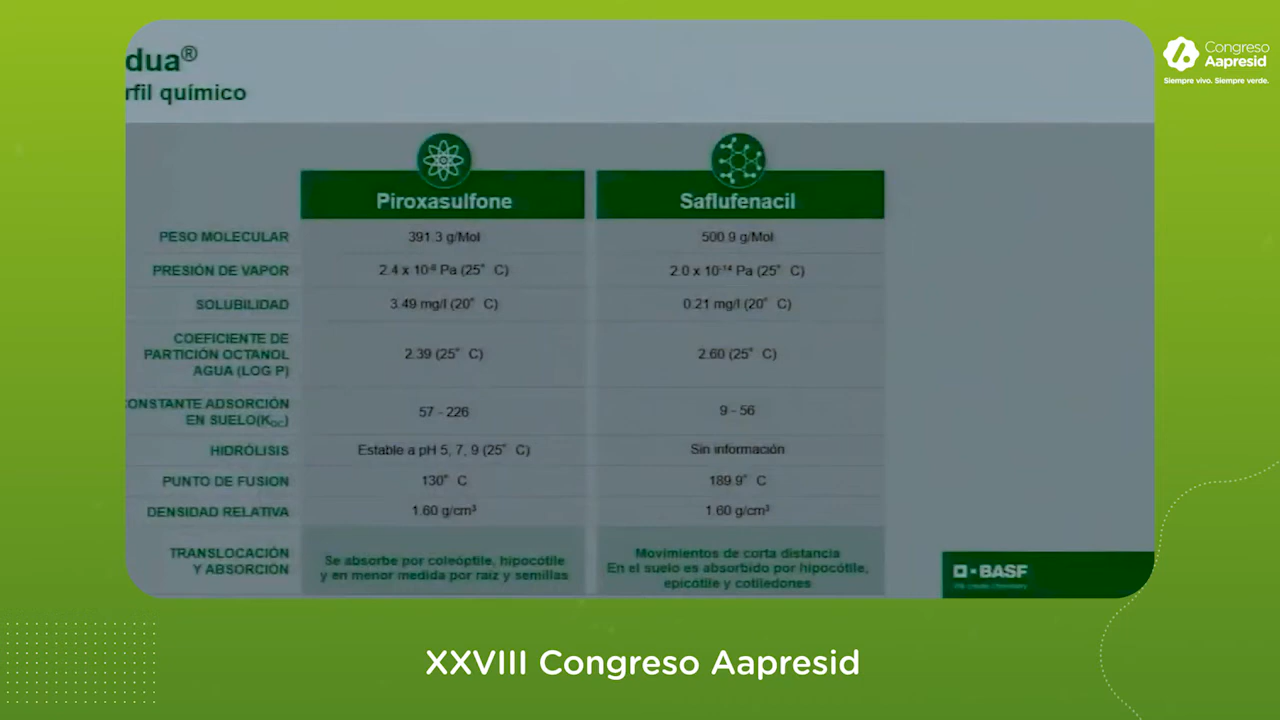 dua®
rfil químico
Congreso
Aapresid
Siempre vivo. Siempre verde.
Piroxasulfone
Saflufenacil
PESO MOLECULAR
391.3 g/Mol
500.9 g/Mol
PRESIÓN DE VAPOR
2.4 x 10⁻⁶ Pa (25° C)
2.0 x 10⁻¹⁴ Pa (25° C)
SOLUBILIDAD
3.49 mg/l (20° C)
0.21 mg/l (20° C)
COEFICIENTE DE
PARTICIÓN OCTANOL
AGUA (LOG P)
2.39 (25° C)
2.60 (25° C)
CONSTANTE ADSORCIÓN
EN SUELO(Koc)
57 - 226
9 - 56
HIDRÓLISIS
Estable a pH 5, 7, 9 (25° C)
Sin información
PUNTO DE FUSION
130° C
189.9° C
DENSIDAD RELATIVA
1.60 g/cm³
1.60 g/cm³
TRANSLOCACIÓN
Y ABSORCIÓN
Se absorbe por coleóptile, hipocótile
y en menor medida por raíz y semillas
Movimientos de corta distancia
En el suelo es absorbido por hipocótile,
epicótile y cotiledones
BASF
XXVIII Congreso Aapresid